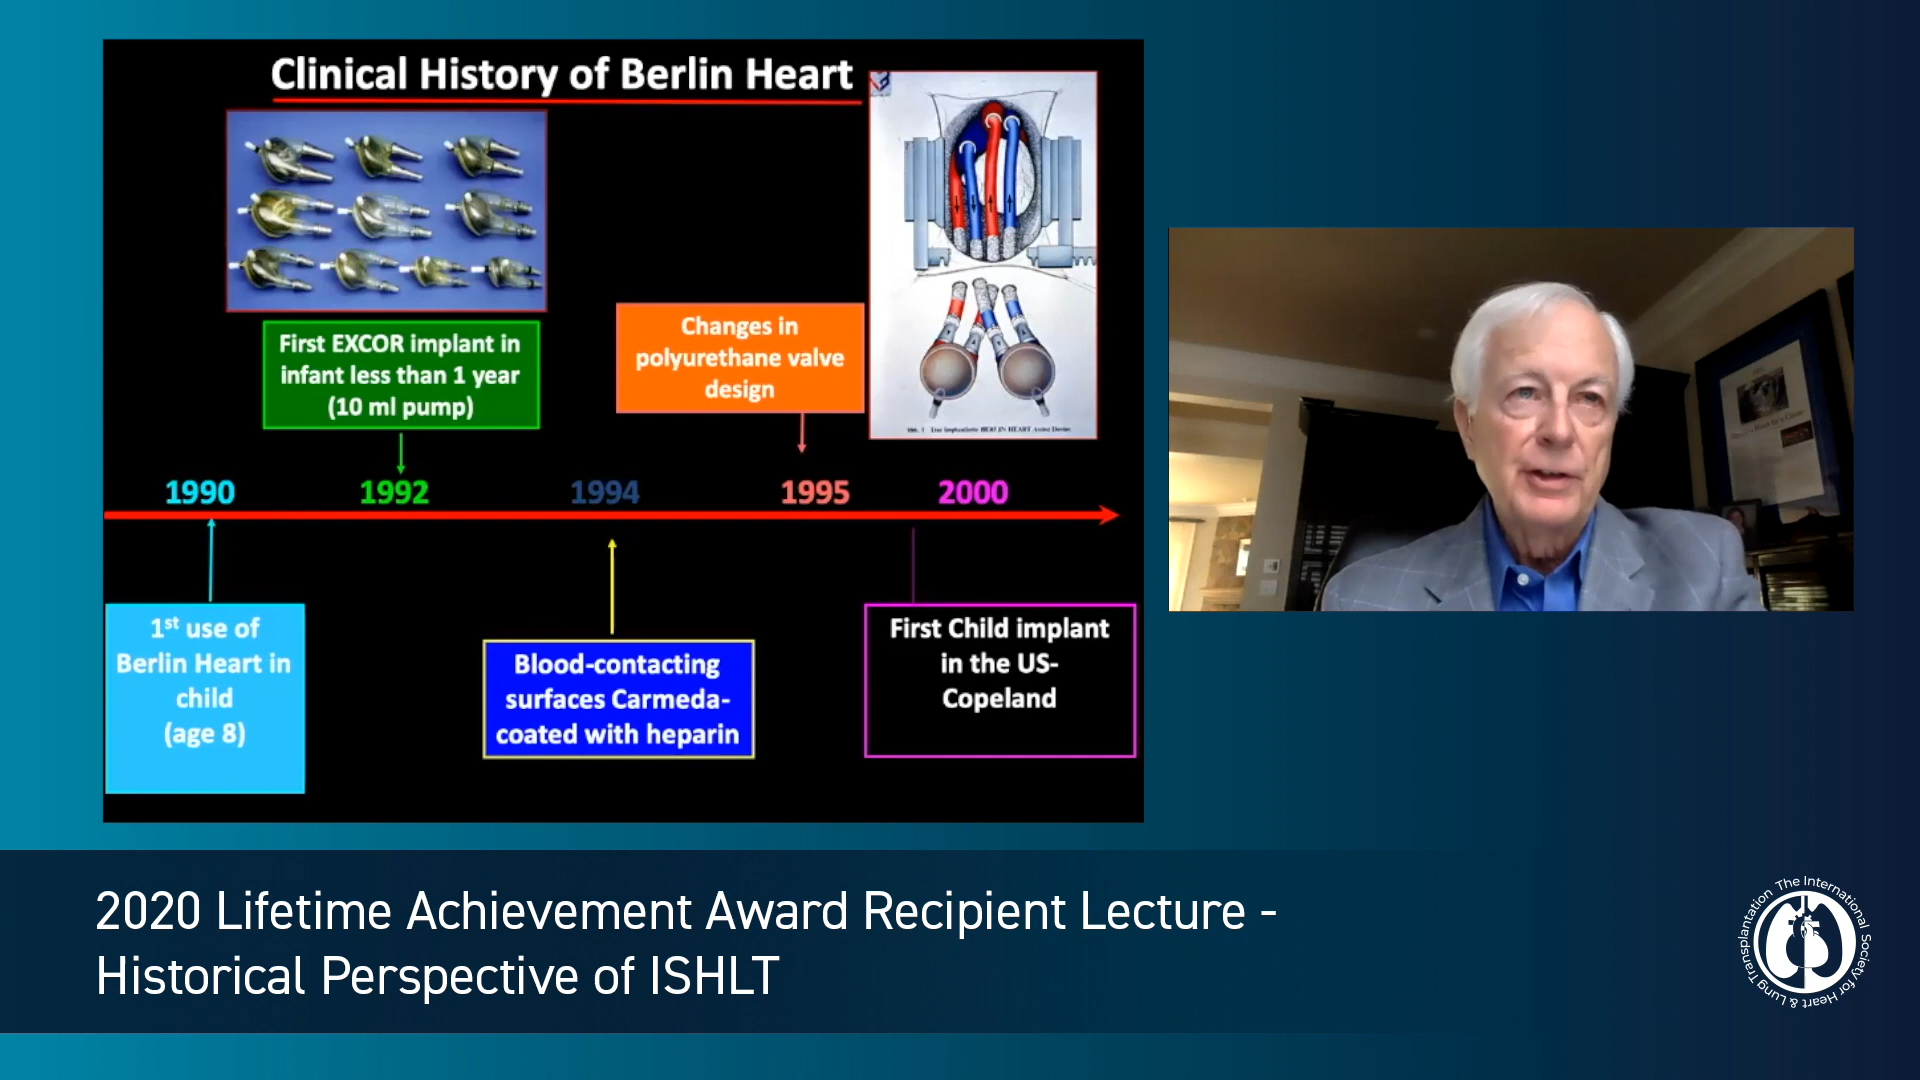 Clinical History of Berlin Heart
First EXCOR implant in
infant less than 1 year
(10 ml pump)
Changes in
polyurethane valve
design
1990
1992
1994
1995
2000
1st use of
Berlin Heart in
child
(age 8)
Blood-contacting
surfaces Carmeda-
coated with heparin
First Child implant
in the US-
Copeland
2020 Lifetime Achievement Award Recipient Lecture -
Historical Perspective of ISHLT
The International Society for Heart & Lung Transplantation